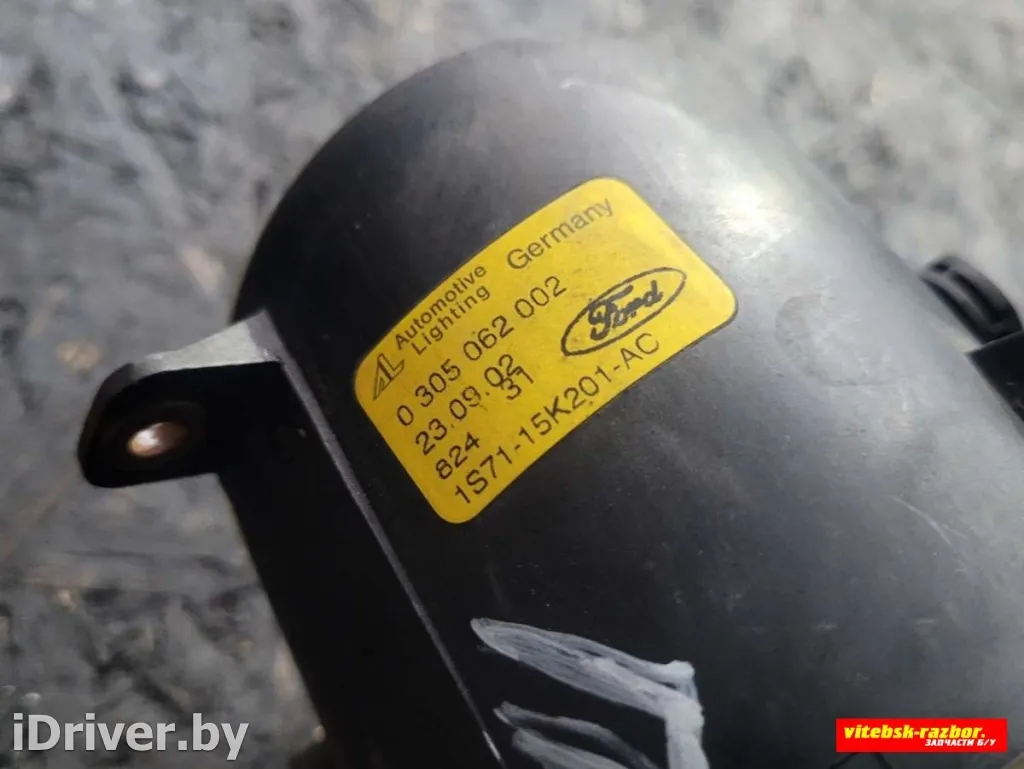 AL Automotive Lighting Germany
0 305 062 002
23.09.02
31
Ford
824
1S71-15K201-AC
iDriver.by
vitebsk-razbor.
ЗАПЧАСТИ Б/У